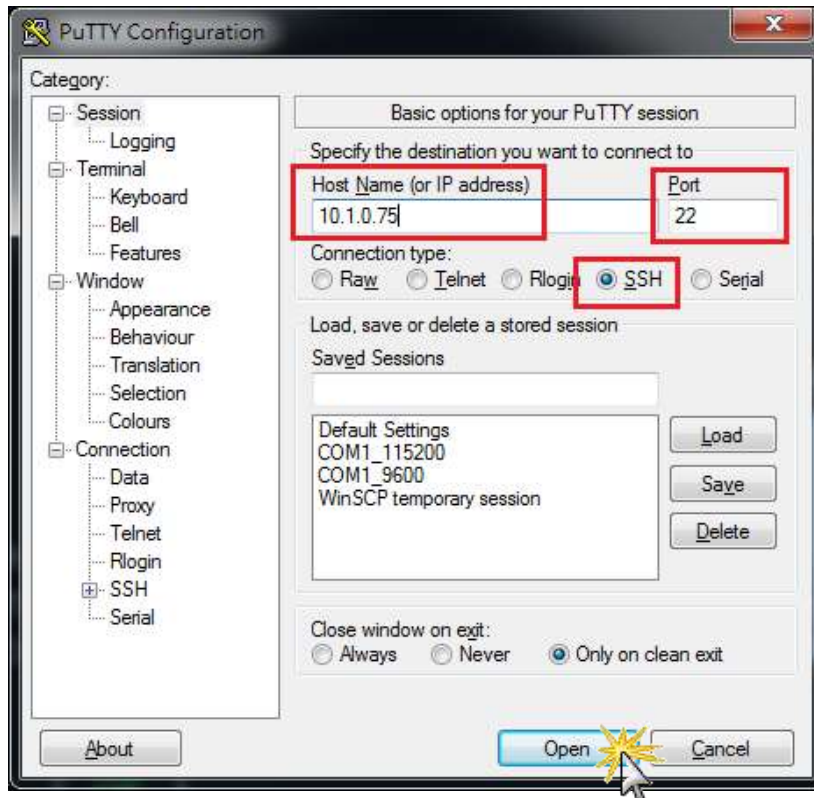 PuTTY Configuration
Category:
Session
Logging
Terminal
Keyboard
Bell
Features
Window
Appearance
Behaviour
Translation
Selection
Colours
Connection
Data
Proxy
Telnet
Rlogin
SSH
Serial
Basic options for your PuTTY session
Specify the destination you want to connect to
Host Name (or IP address) Port
10.1.0.75 22
Connection type:
Raw Telnet Rlogin SSH Serial
Load, save or delete a stored session
Saved Sessions
Default Settings
COM1_115200
COM1_9600
WinSCP temporary session
Load
Save
Delete
Close window on exit:
Always Never Only on clean exit
About Open Cancel